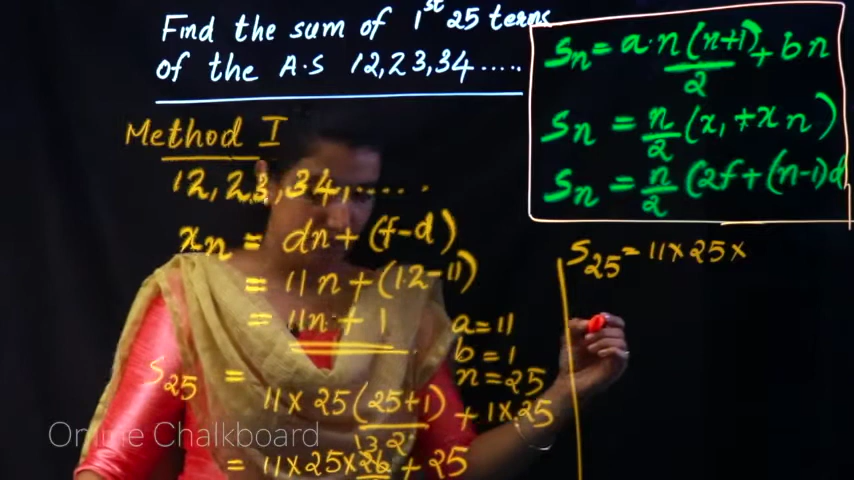 Find the sum of 1st 25 terms
of the A.S 12,23,34.....
Sn = a·n(n+1)/2 + bn
Sn = n/2 (x1 + xn)
Sn = n/2 (2f + (n-1)d
Method I
12, 23, 34, .....
xn = dn + (f-d)
= 11n + (12-11)
= 11n + 1
a = 11
b = 1
n = 25
S25 = 11 × 25 (25+1)/2 + 1×25
= 11×25×26 + 25
13
S25 = 11 × 25 ×
Online Chalkboard